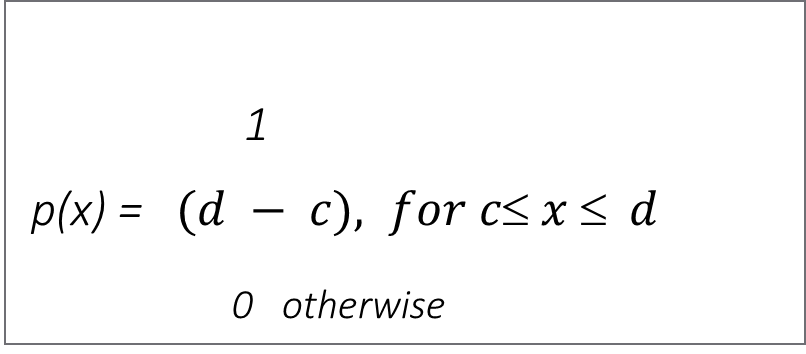 1
p(x) = (d − c), for c≤ x ≤ d
0 otherwise